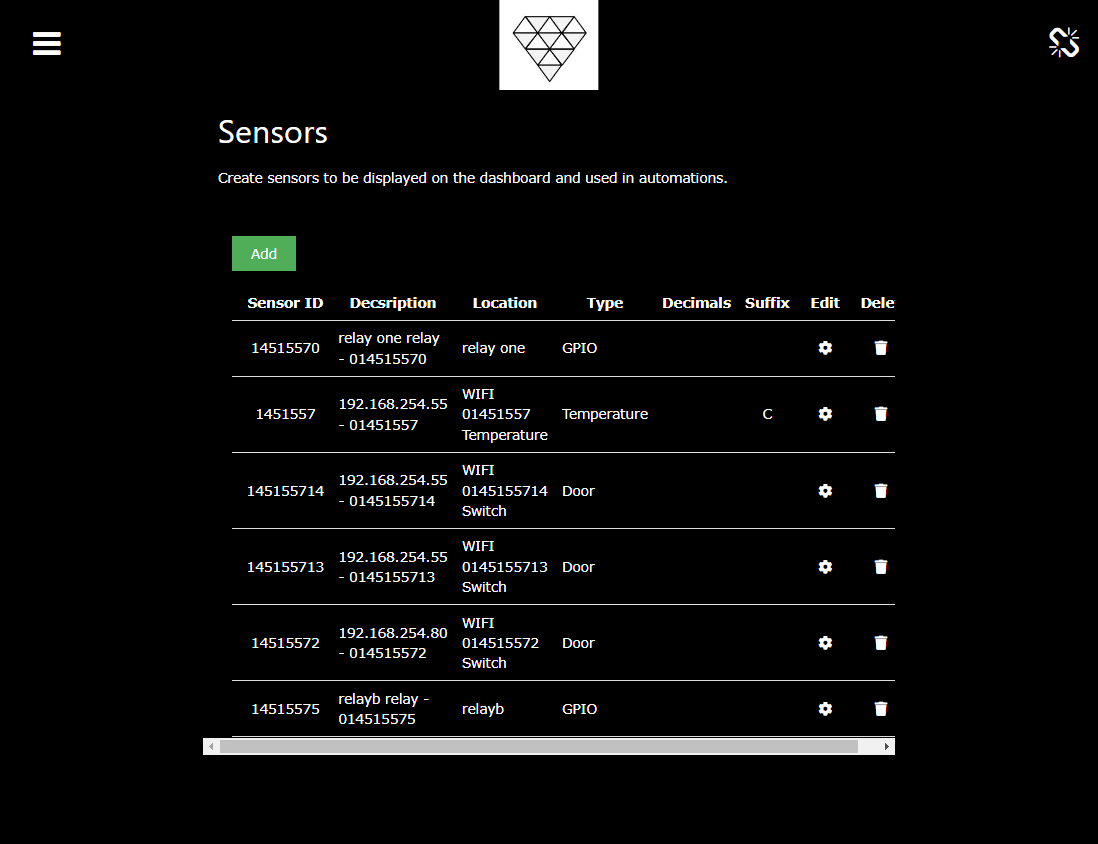 Sensors
Create sensors to be displayed on the dashboard and used in automations.
Add
Sensor ID Decsription Location Type Decimals Suffix Edit Dele
14515570 relay one relay - 014515570 relay one GPIO
1451557 192.168.254.55 - 01451557 WIFI 01451557 Temperature Temperature C
145155714 192.168.254.55 - 0145155714 WIFI 0145155714 Switch Door
145155713 192.168.254.55 - 0145155713 WIFI 0145155713 Switch Door
14515572 192.168.254.80 - 014515572 WIFI 014515572 Switch Door
14515575 relayb relay - 014515575 relayb GPIO